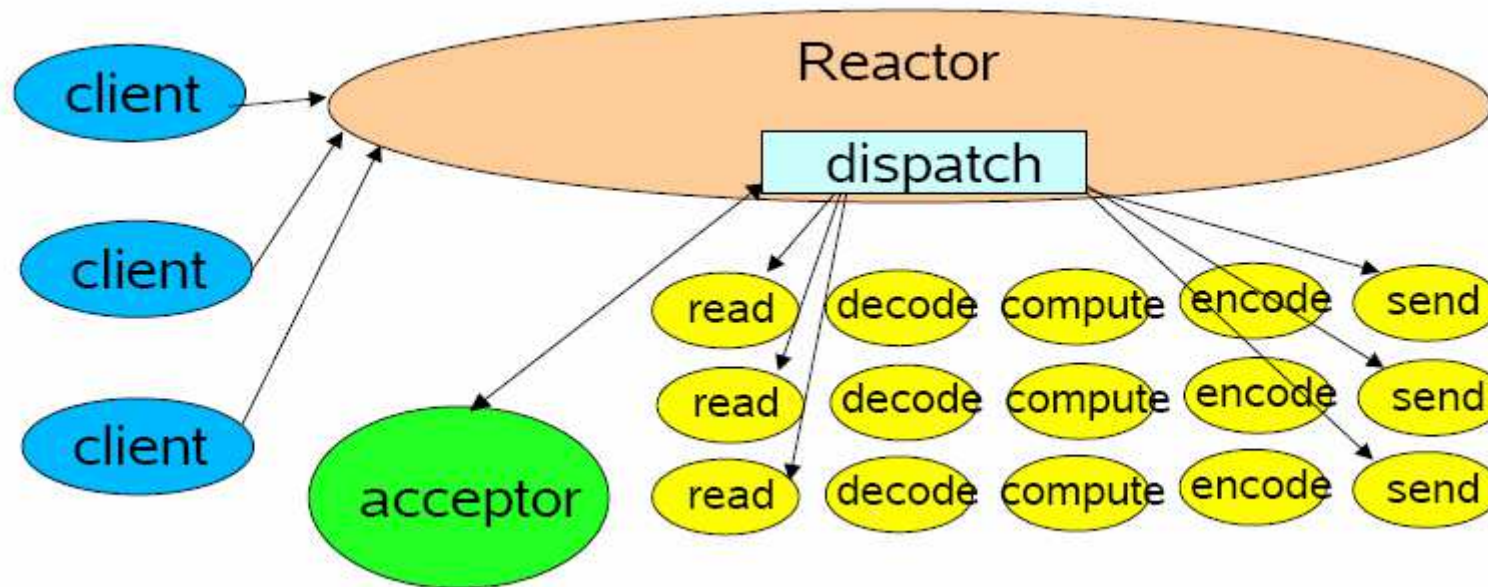 Reactor
client
dispatch
client
read decode compute encode send
client
read decode compute encode send
acceptor
read decode compute encode send